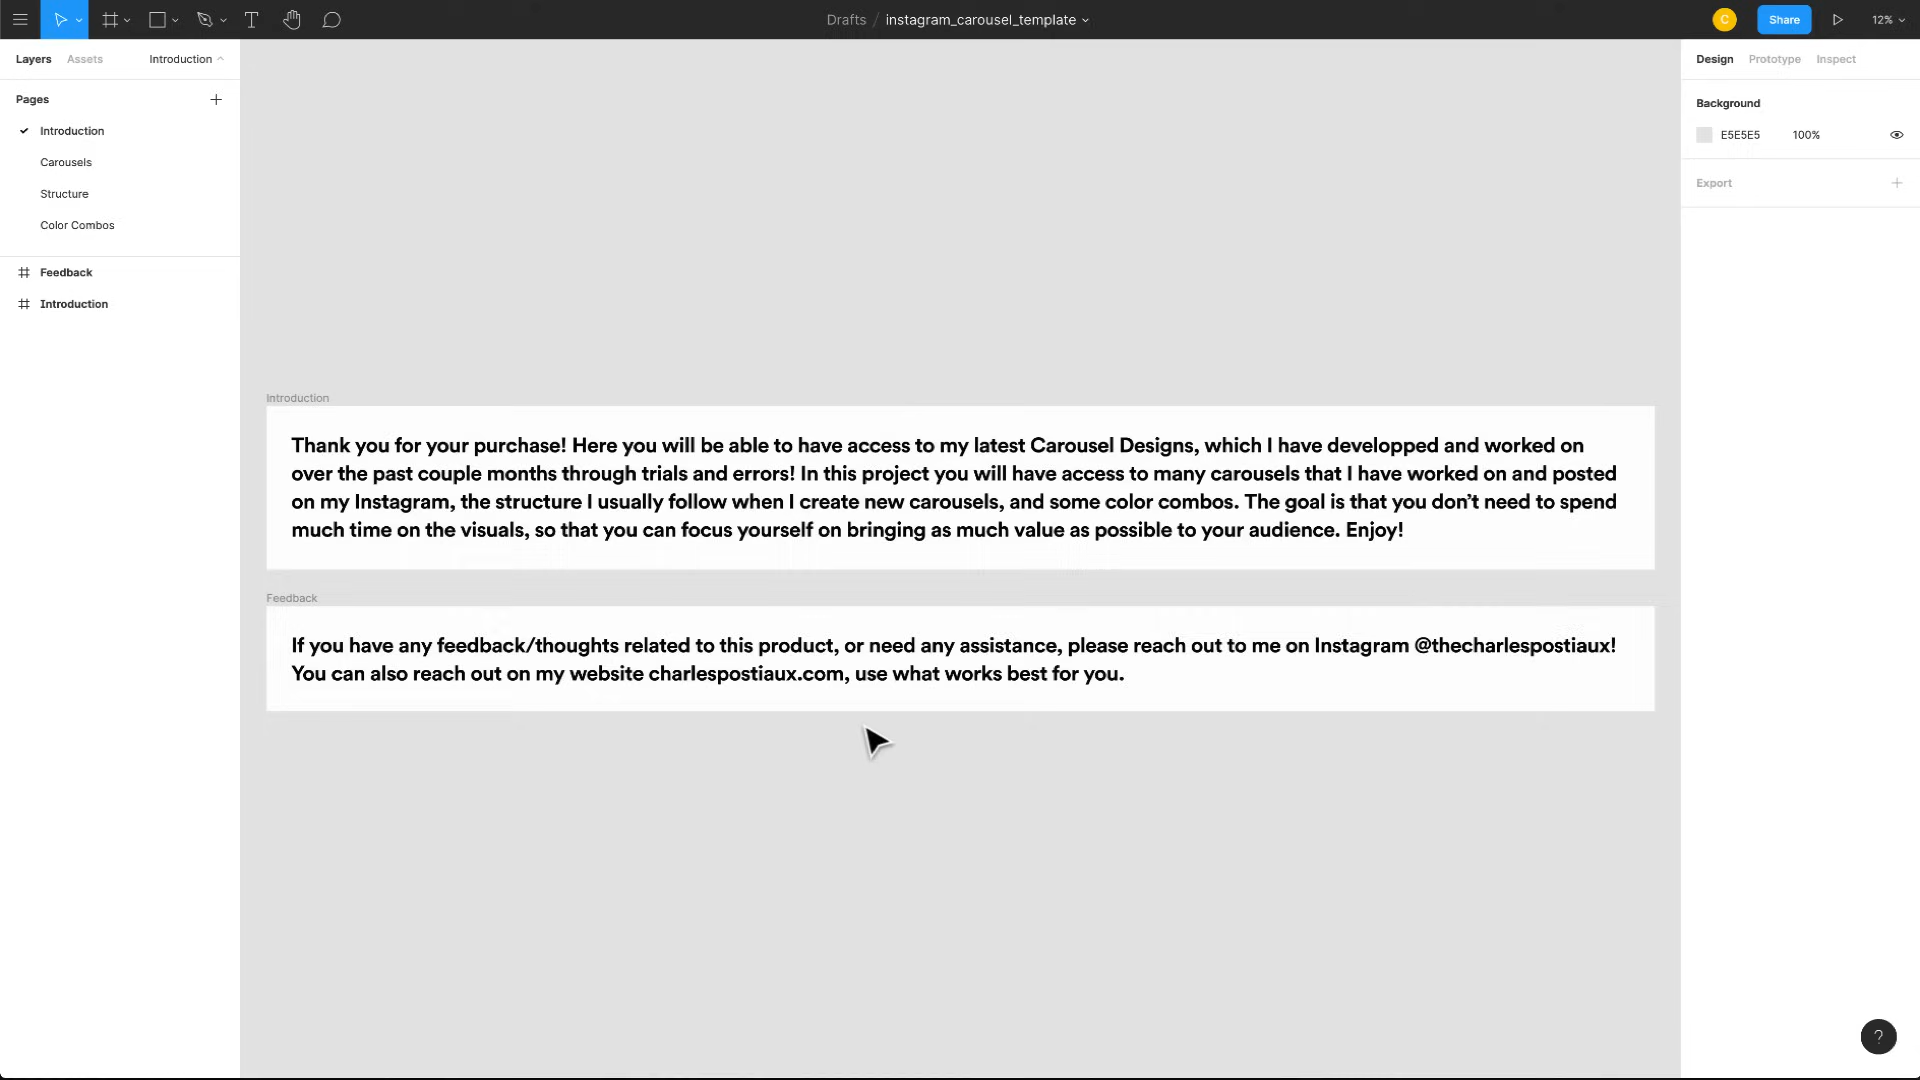 Drafts / instagram_carousel_template
C
Share
12%
Layers
Assets
Introduction
Pages
Introduction
Carousels
Structure
Color Combos
Feedback
Introduction
Introduction
Thank you for your purchase! Here you will be able to have access to my latest Carousel Designs, which I have developped and worked on
over the past couple months through trials and errors! In this project you will have access to many carousels that I have worked on and posted
on my Instagram, the structure I usually follow when I create new carousels, and some color combos. The goal is that you don’t need to spend
much time on the visuals, so that you can focus yourself on bringing as much value as possible to your audience. Enjoy!
Feedback
If you have any feedback/thoughts related to this product, or need any assistance, please reach out to me on Instagram @thecharlespostiaux!
You can also reach out on my website charlespostiaux.com, use what works best for you.
Design
Prototype
Inspect
Background
E5E5E5 100%
Export
?